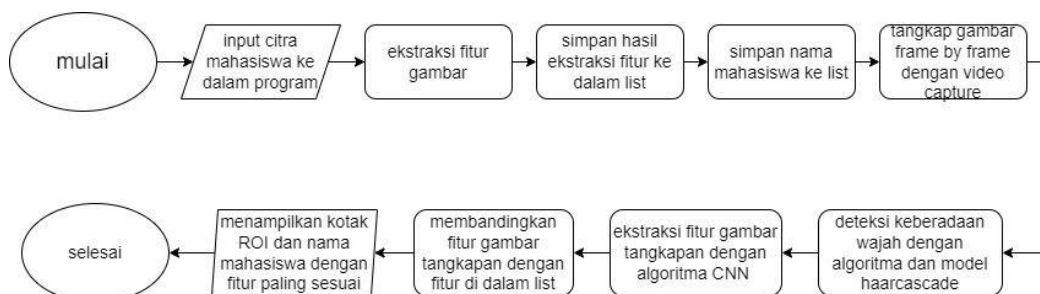 mulai
input citra
mahasiswa ke
dalam program
ekstraksi fitur
gambar
simpan hasil
ekstraksi fitur ke
dalam list
simpan nama
mahasiswa ke list
tangkap gambar
frame by frame
dengan video
capture
deteksi keberadaan
wajah dengan
algoritma dan model
haarcascade
ekstraksi fitur gambar
tangkapan dengan
algoritma CNN
membandingkan
fitur gambar
tangkapan dengan
fitur di dalam list
menampilkan kotak
ROI dan nama
mahasiswa dengan
fitur paling sesuai
selesai